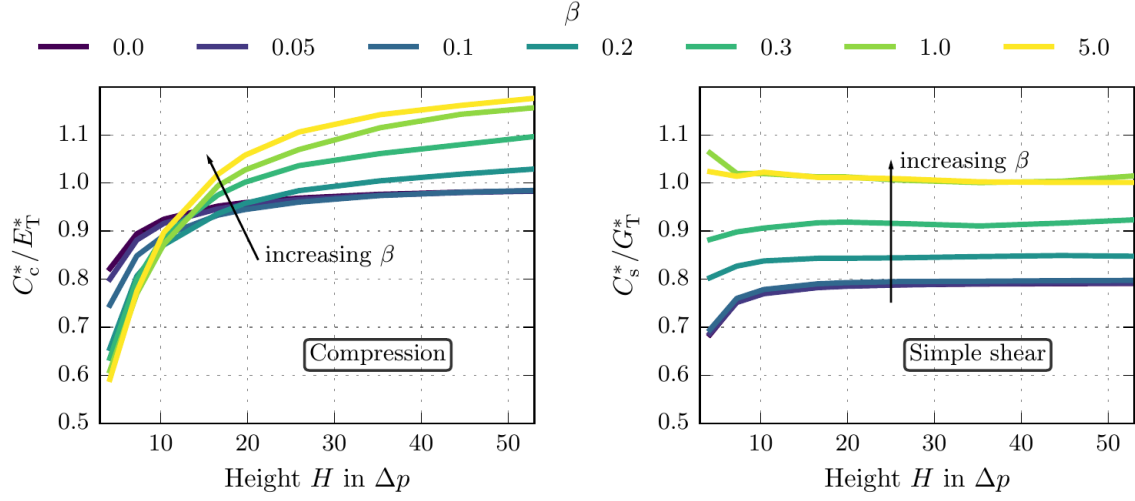 β
0.0 0.05 0.1 0.2 0.3 1.0 5.0
C*c/E*T
1.1
1.0
0.9
0.8
0.7
0.6
0.5
10 20 30 40 50
increasing β
Compression
Height H in Δp
C*s/G*T
1.1
1.0
0.9
0.8
0.7
0.6
0.5
10 20 30 40 50
increasing β
Simple shear
Height H in Δp